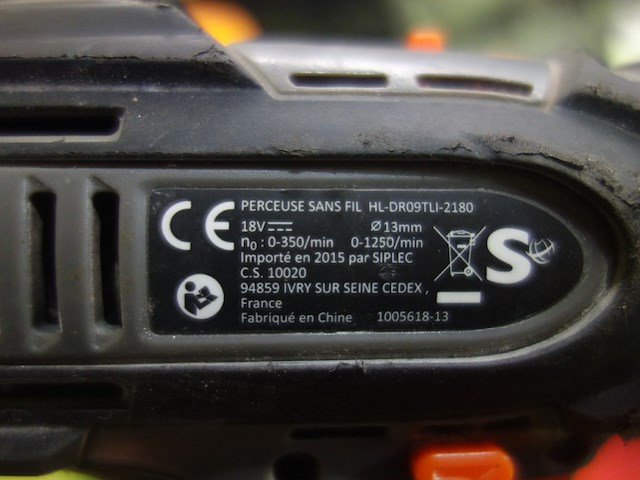 CE
PERCEUSE SANS FIL HL-DR09TLI-2180
18V Ø13mm
n₀ : 0-350/min 0-1250/min
Importé en 2015 par SIPLEC
C.S. 10020
94859 IVRY SUR SEINE CEDEX ,
France
Fabriqué en Chine 1005618-13
S